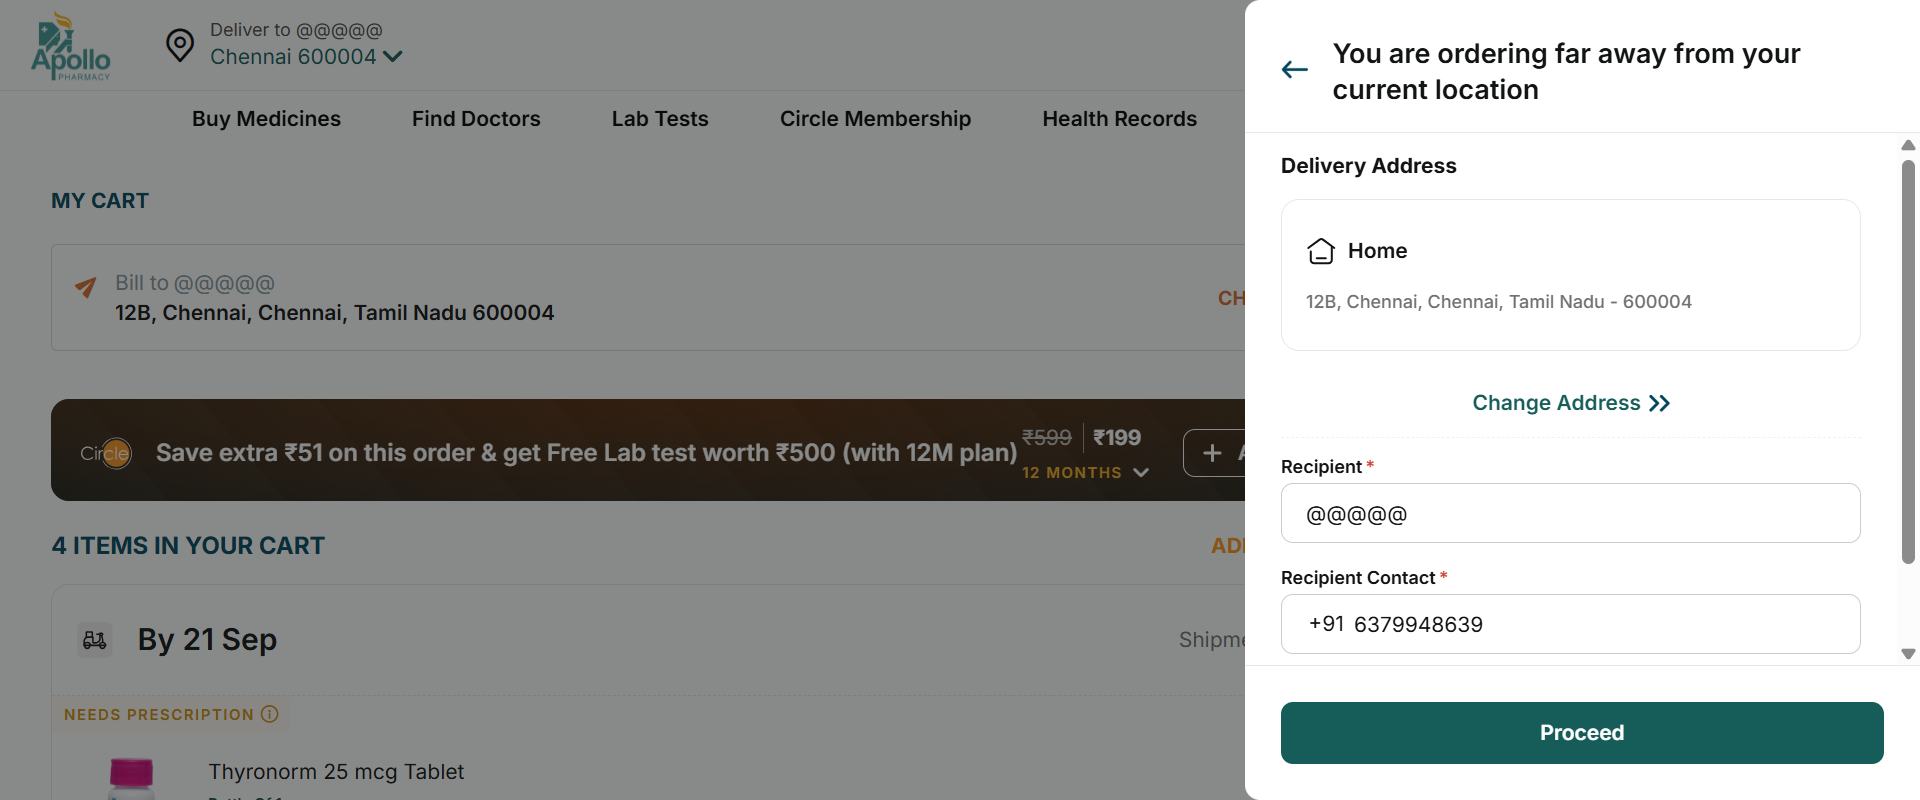 Apollo
PHARMACY
Deliver to @@@@@
Chennai 600004
Buy Medicines
Find Doctors
Lab Tests
Circle Membership
Health Records
MY CART
Bill to @@@@@
12B, Chennai, Chennai, Tamil Nadu 600004
CH
Circle
Save extra ₹51 on this order & get Free Lab test worth ₹500 (with 12M plan)
₹599
₹199
12 MONTHS
4 ITEMS IN YOUR CART
By 21 Sep
NEEDS PRESCRIPTION
Thyronorm 25 mcg Tablet
You are ordering far away from your
current location
Delivery Address
Home
12B, Chennai, Chennai, Tamil Nadu - 600004
Change Address
Recipient *
@@@@@
Recipient Contact *
+91 6379948639
Proceed